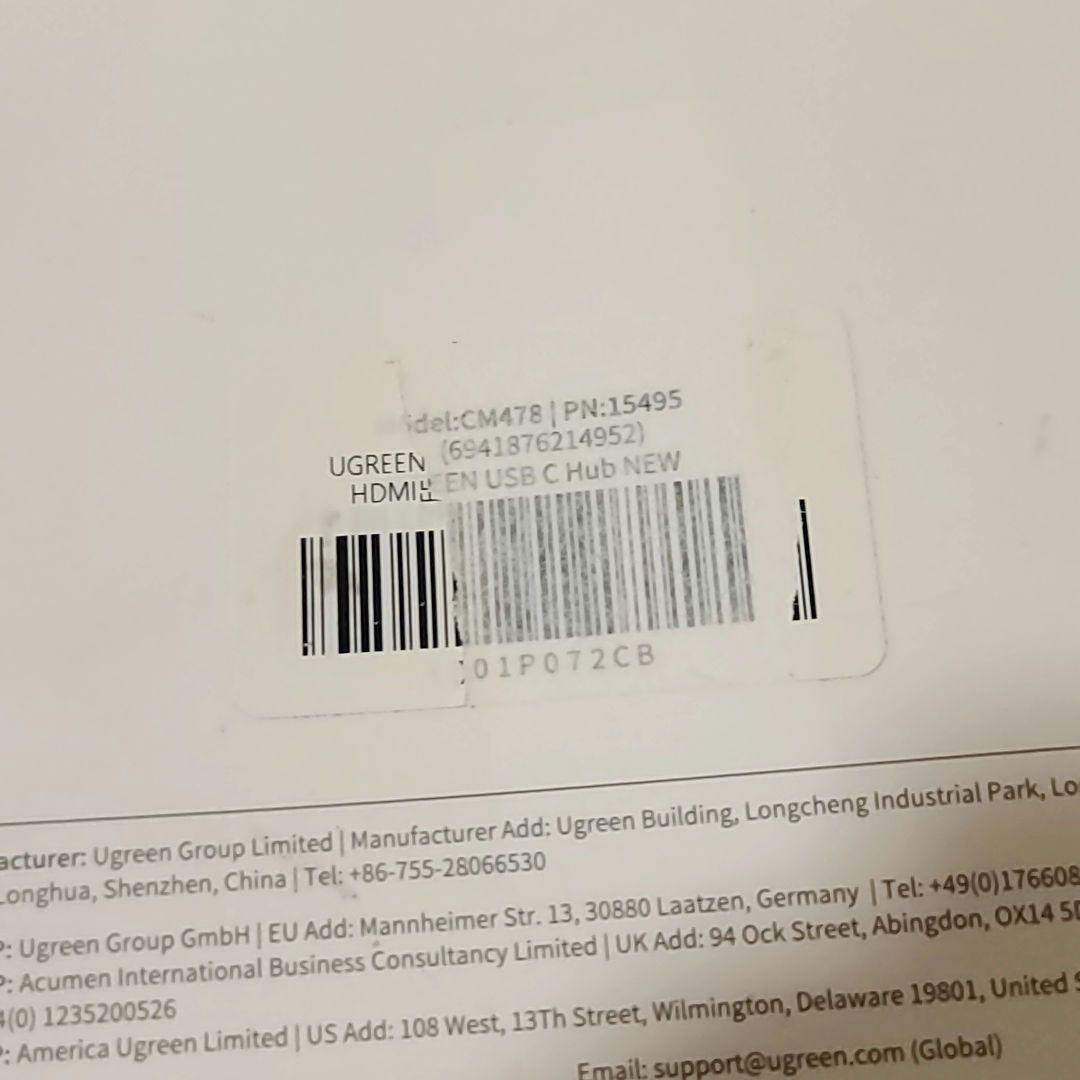 del:CM478 | PN:15495
(6941876214952)
UGREEN
EN USB C Hub NEW
HDMI
01P072CB
acturer: Ugreen Group Limited | Manufacturer Add: Ugreen Building, Longcheng Industrial Park, Lo
Longhua, Shenzhen, China | Tel: +86-755-28066530
P: Ugreen Group GmbH | EU Add: Mannheimer Str. 13, 30880 Laatzen, Germany | Tel: +49(0)176608
P: Acumen International Business Consultancy Limited | UK Add: 94 Ock Street, Abingdon, OX14 5
4(0) 1235200526
P: America Ugreen Limited | US Add: 108 West, 13Th Street, Wilmington, Delaware 19801, United S
Email: support@ugreen.com (Global)